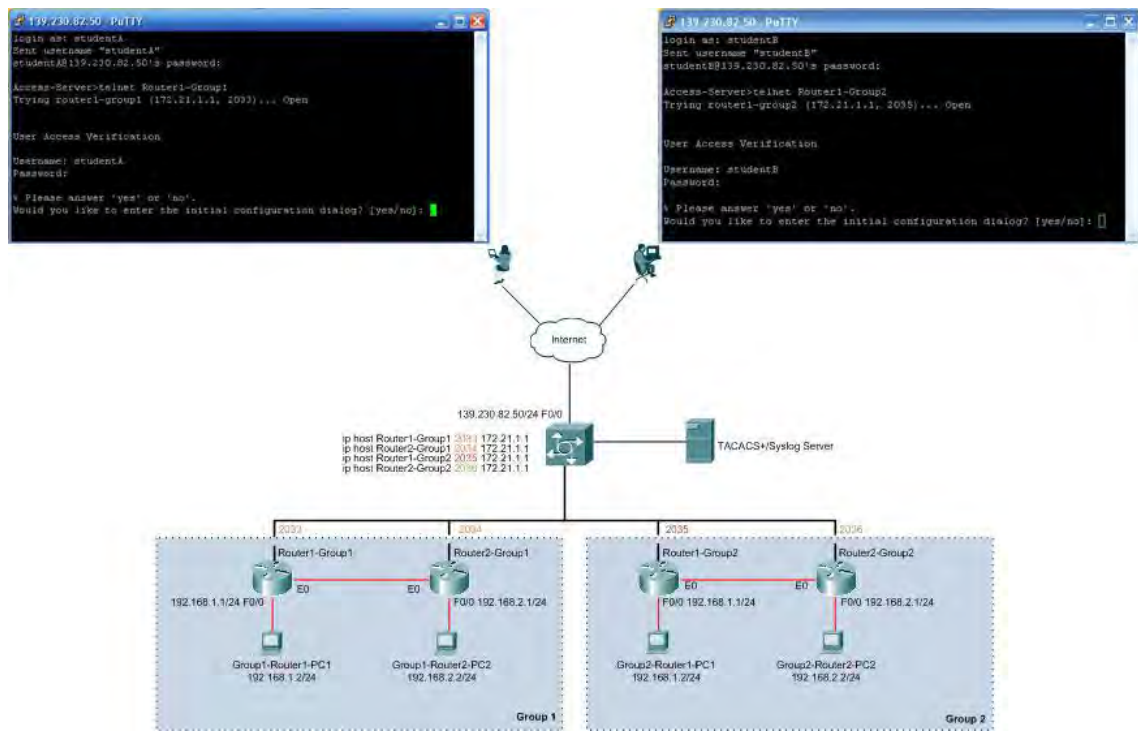 139.230.82.50 - PuTTY
login as: studentA
Sent username "studentA"
studentA@139.230.82.50's password:
Access-Server>telnet Router1-Group1
Trying router1-group1 (172.21.1.1, 2033)... Open
User Access Verification
Username: studentA
Password:
% Please answer 'yes' or 'no'.
Would you like to enter the initial configuration dialog? [yes/no]:
139.230.82.50 - PuTTY
login as: studentB
Sent username "studentB"
studentB@139.230.82.50's password:
Access-Server>telnet Router1-Group2
Trying router1-group2 (172.21.1.1, 2035)... Open
User Access Verification
Username: studentB
Password:
% Please answer 'yes' or 'no'.
Would you like to enter the initial configuration dialog? [yes/no]:
Internet
139.230.82.50/24 F0/0
ip host Router1-Group1 2033 172.21.1.1
ip host Router2-Group1 2034 172.21.1.1
ip host Router1-Group2 2035 172.21.1.1
ip host Router2-Group2 2036 172.21.1.1
TACACS+/Syslog Server
2033
2034
2035
2036
Router1-Group1
Router2-Group1
Router1-Group2
Router2-Group2
E0
E0
E0
E0
192.168.1.1/24 F0/0
F0/0 192.168.2.1/24
F0/0 192.168.1.1/24
F0/0 192.168.2.1/24
Group1-Router1-PC1
192.168.1.2/24
Group1-Router2-PC2
192.168.2.2/24
Group2-Router1-PC1
192.168.1.2/24
Group2-Router2-PC2
192.168.2.2/24
Group 1
Group 2